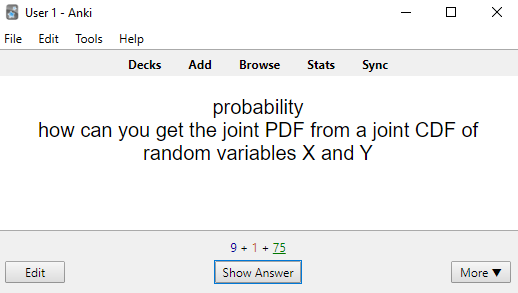 User 1 - Anki
File Edit Tools Help
Decks Add Browse Stats Sync
probability
how can you get the joint PDF from a joint CDF of
random variables X and Y
9 + 1 + 75
Edit Show Answer More ▼